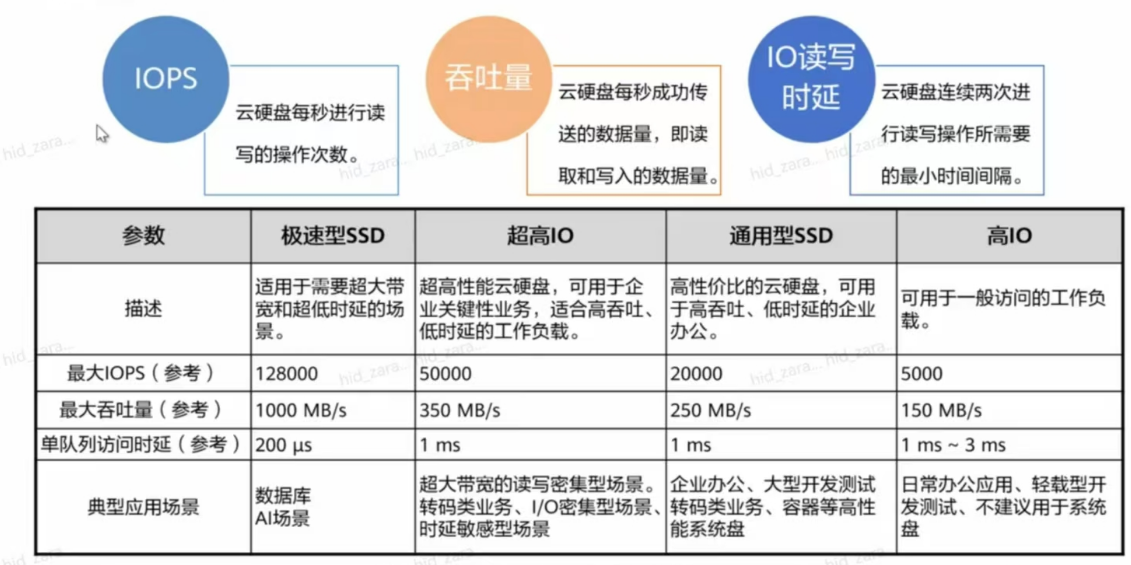 IOPS
云硬盘每秒进行读
写的操作次数。
吞吐量
云硬盘每秒成功传
送的数据量，即读
取和写入的数据量。
IO读写
时延
云硬盘连续两次进
行读写操作所需要
的最小时间间隔。
参数 极速型SSD 超高IO 通用型SSD 高IO
描述
适用于需要超大带
宽和超低时延的场
景。
超高性能云硬盘，可用于企
业关键性业务，适合高吞吐、
低时延的工作负载。
高性价比的云硬盘，可用
于高吞吐、低时延的企业
办公。
可用于一般访问的工作负
载。
最大IOPS（参考） 128000 50000 20000 5000
最大吞吐量（参考） 1000 MB/s 350 MB/s 250 MB/s 150 MB/s
单队列访问时延（参考） 200 μs 1 ms 1 ms 1 ms ~ 3 ms
典型应用场景
数据库
AI场景
超大带宽的读写密集型场景。
转码类业务、I/O密集型场景、
时延敏感型场景
企业办公、大型开发测试
转码类业务、容器等高性
能系统盘
日常办公应用、轻载型开
发测试、不建议用于系统
盘
hid_zara...
hid_zara...
hid_zara...
hid_zara...
hid_zara...
hid_zara...
hid_zara...
hid_zara...
hid_zara...
hid_zara...